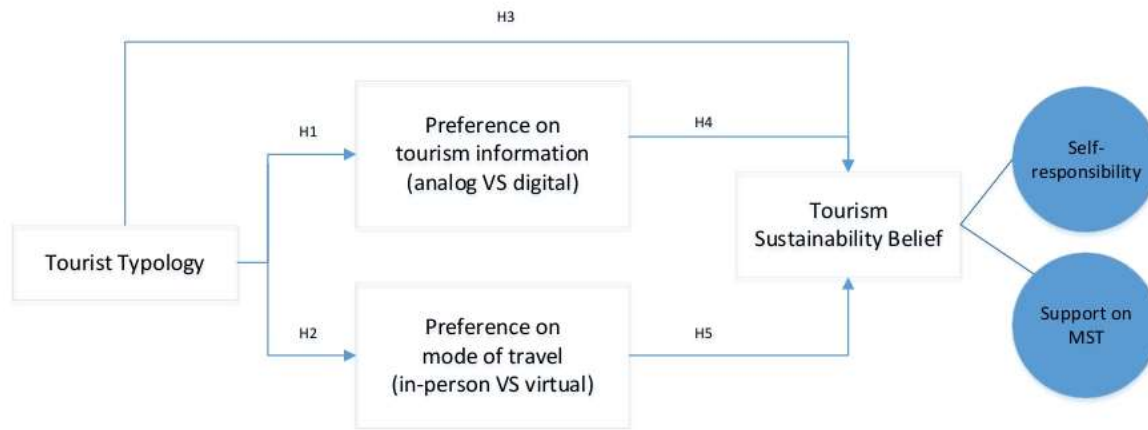 H3
H1
Preference on
tourism information
(analog VS digital)
H4
Self-
responsibility
Tourism
Sustainability Belief
Tourist Typology
H2
Preference on
mode of travel
(in-person VS virtual)
H5
Support on
MST